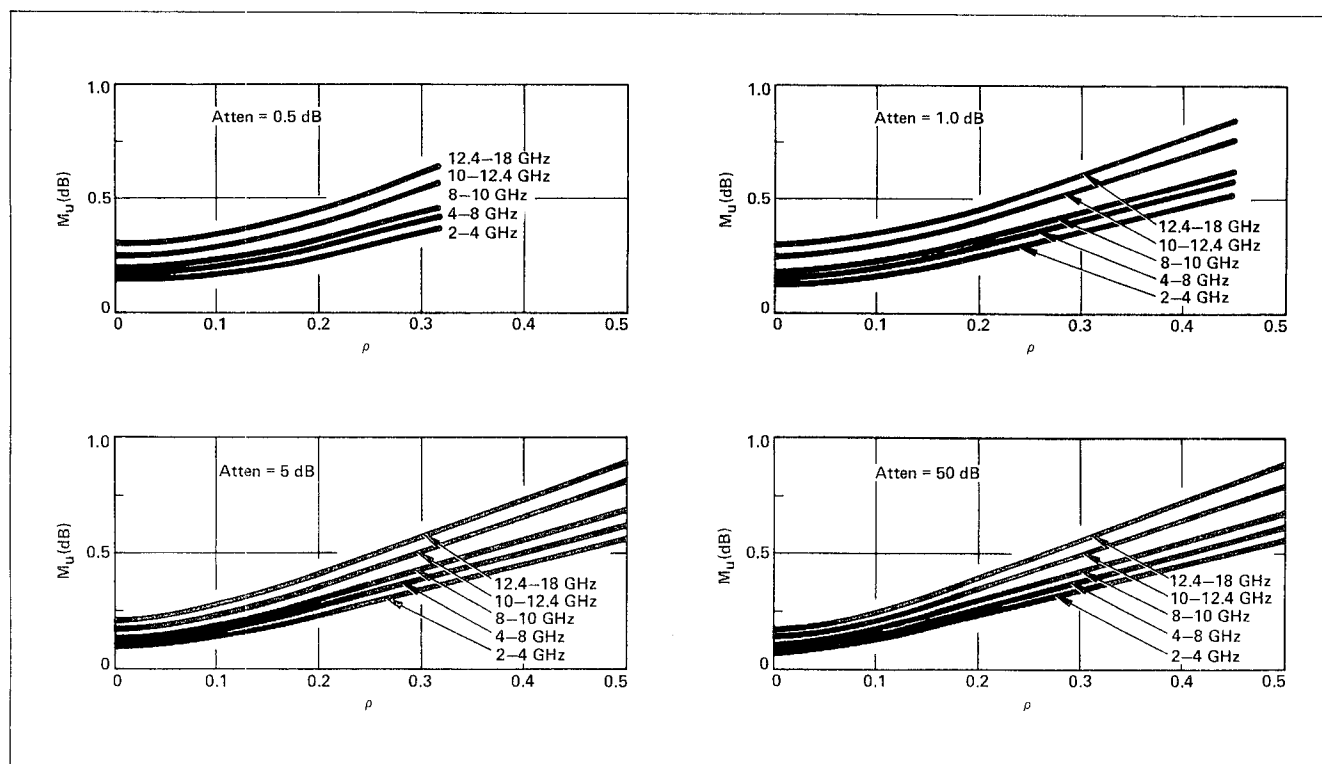 1.0
Atten = 0.5 dB
12.4–18 GHz
10–12.4 GHz
8–10 GHz
4–8 GHz
2–4 GHz
0.5
Mu(dB)
0
0 0.1 0.2 0.3 0.4 0.5
ρ
1.0
Atten = 1.0 dB
0.5
Mu(dB)
12.4–18 GHz
10–12.4 GHz
8–10 GHz
4–8 GHz
2–4 GHz
0
0 0.1 0.2 0.3 0.4 0.5
ρ
1.0
Atten = 5 dB
0.5
Mu(dB)
12.4–18 GHz
10–12.4 GHz
8–10 GHz
4–8 GHz
2–4 GHz
0
0 0.1 0.2 0.3 0.4 0.5
ρ
1.0
Atten = 50 dB
0.5
Mu(dB)
12.4–18 GHz
10–12.4 GHz
8–10 GHz
4–8 GHz
2–4 GHz
0
0 0.1 0.2 0.3 0.4 0.5
ρ